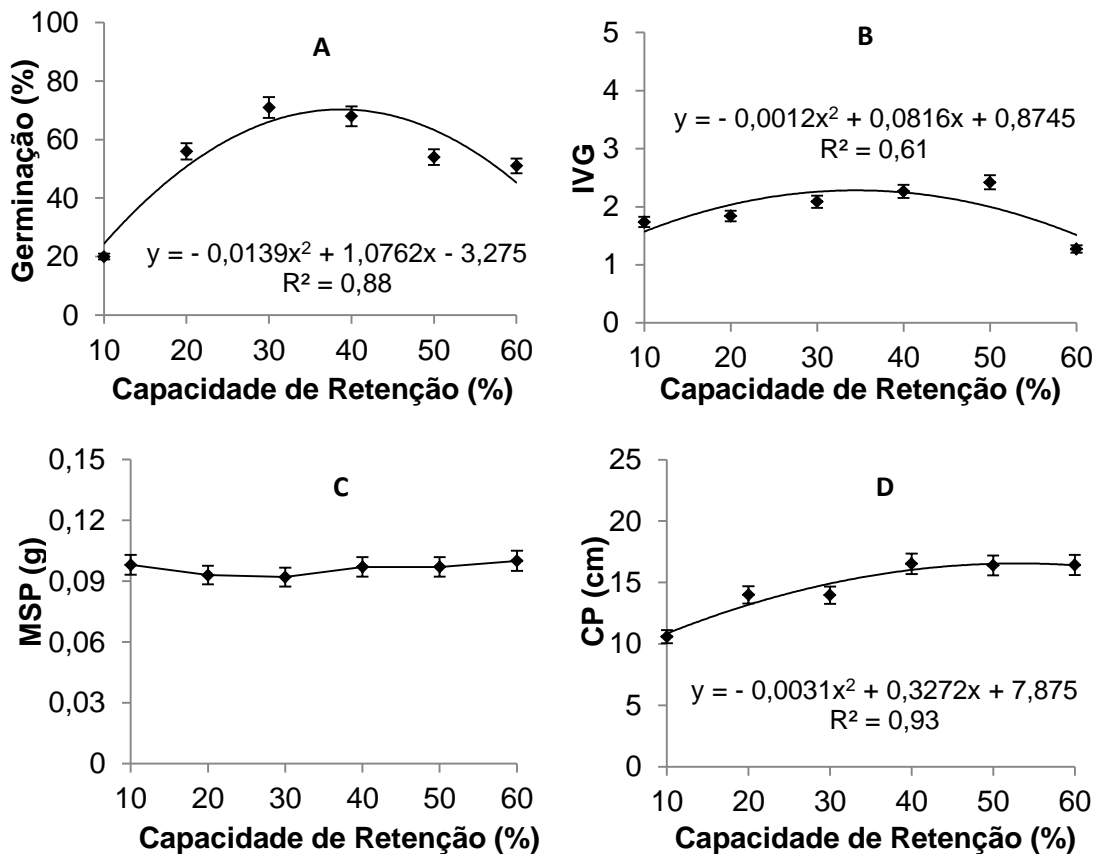 A
Germinação (%)
100
80
60
40
20
0
y = - 0,0139x² + 1,0762x - 3,275
R² = 0,88
10 20 30 40 50 60
Capacidade de Retenção (%)
B
IVG
5
4
3
2
1
0
y = - 0,0012x² + 0,0816x + 0,8745
R² = 0,61
10 20 30 40 50 60
Capacidade de Retenção (%)
C
MSP (g)
0,15
0,12
0,09
0,06
0,03
0
10 20 30 40 50 60
Capacidade de Retenção (%)
D
CP (cm)
25
20
15
10
5
0
y = - 0,0031x² + 0,3272x + 7,875
R² = 0,93
10 20 30 40 50 60
Capacidade de Retenção (%)